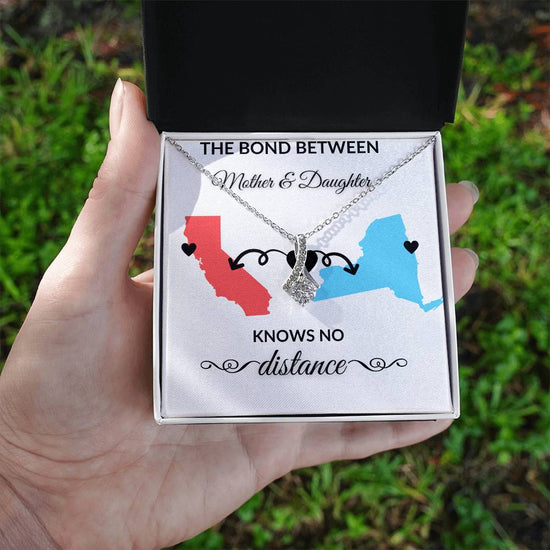 THE BOND BETWEEN
Mother & Daughter
KNOWS NO
distance